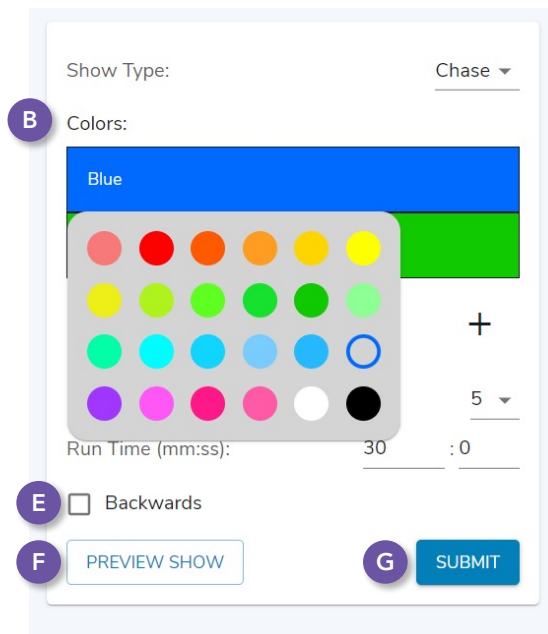 Show Type: Chase
B
Colors:
Blue
+
5
Run Time (mm:ss): 30 : 0
E Backwards
F PREVIEW SHOW G SUBMIT